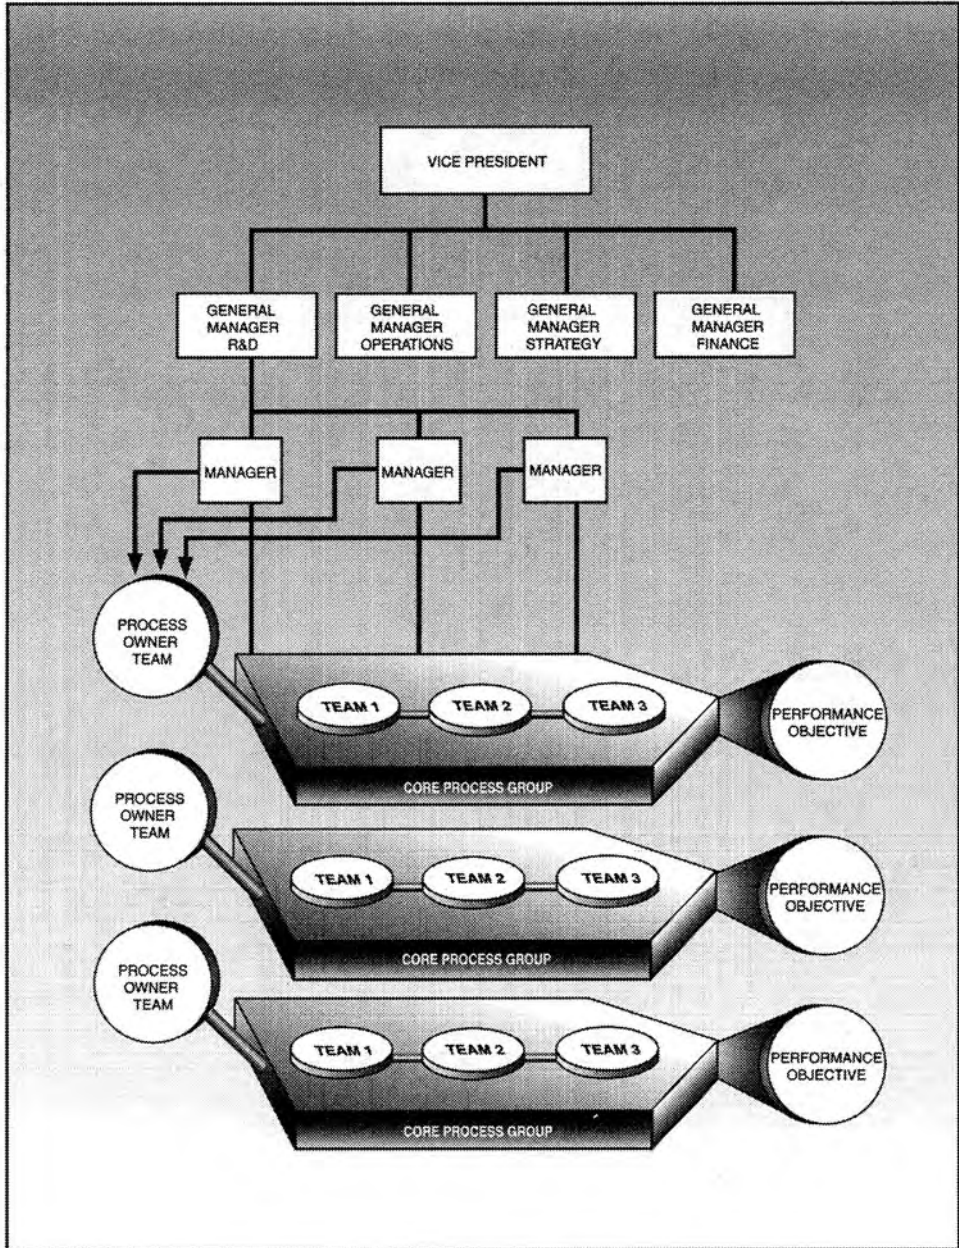 VICE PRESIDENT
GENERAL
MANAGER
R&D
GENERAL
MANAGER
OPERATIONS
GENERAL
MANAGER
STRATEGY
GENERAL
MANAGER
FINANCE
MANAGER
MANAGER
MANAGER
PROCESS
OWNER
TEAM
TEAM 1
TEAM 2
TEAM 3
PERFORMANCE
OBJECTIVE
CORE PROCESS GROUP
PROCESS
OWNER
TEAM
TEAM 1
TEAM 2
TEAM 3
PERFORMANCE
OBJECTIVE
CORE PROCESS GROUP
PROCESS
OWNER
TEAM
TEAM 1
TEAM 2
TEAM 3
PERFORMANCE
OBJECTIVE
CORE PROCESS GROUP